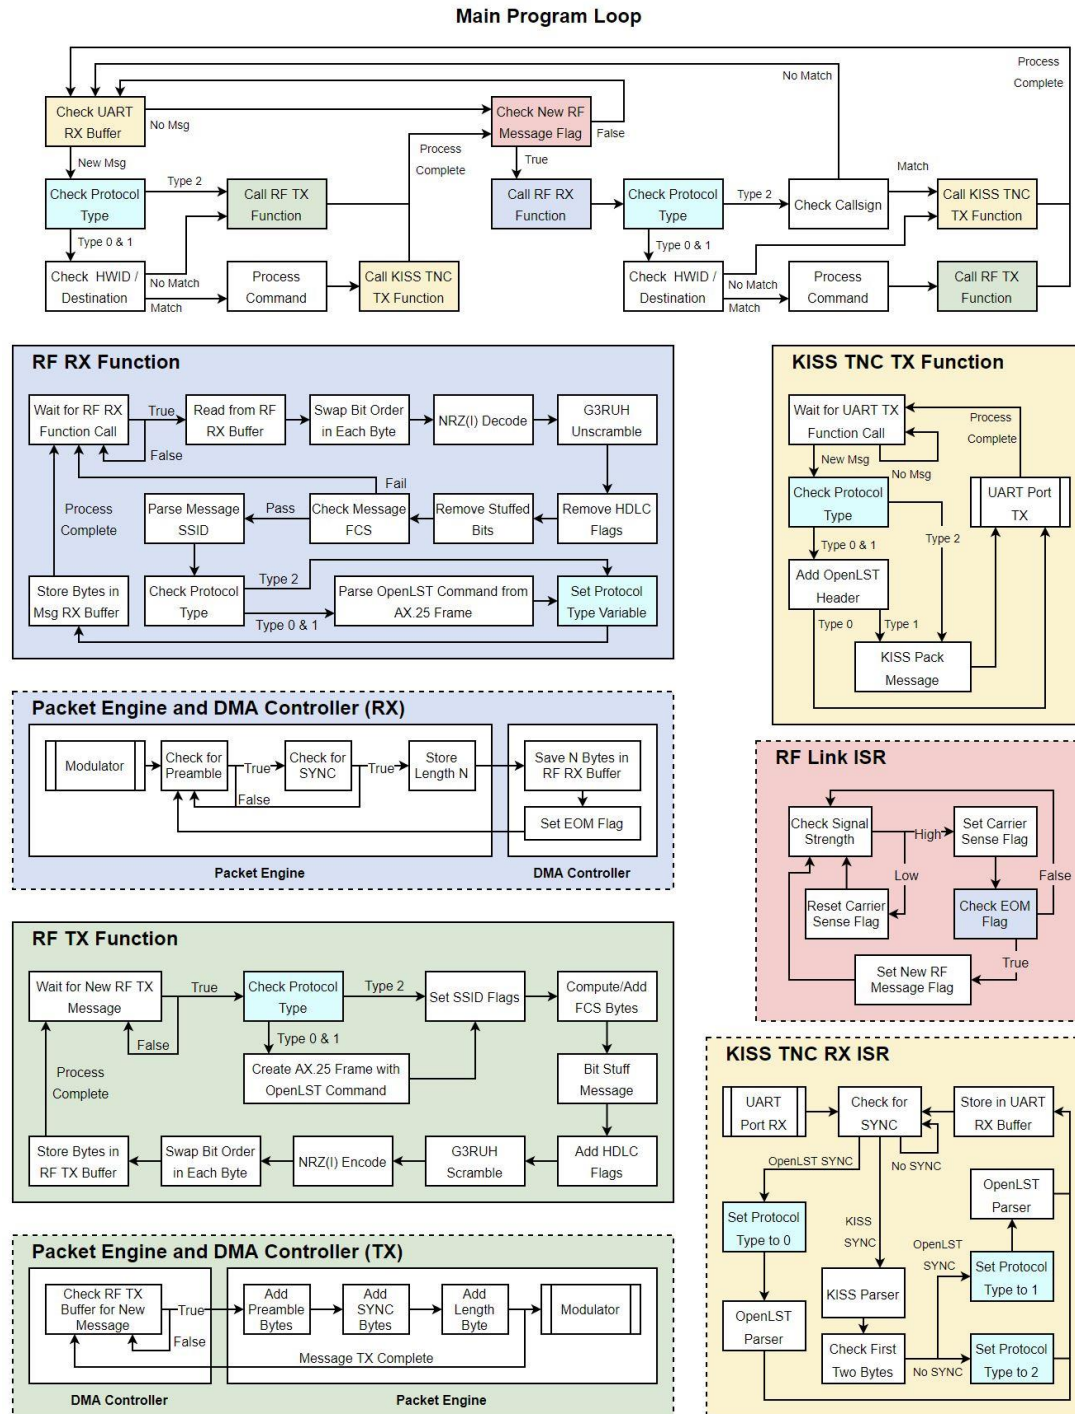 Main Program Loop
Process
Complete
No Match
Check UART
RX Buffer
No Msg
Check New RF
Message Flag
False
New Msg
Process
Complete
True
Match
Check Protocol
Type
Type 2
Call RF TX
Function
Call RF RX
Function
Check Protocol
Type
Type 2
Check Callsign
Call KISS TNC
TX Function
Type 0 & 1
Type 0 & 1
Check HWID /
Destination
No Match
Match
Process
Command
Call KISS TNC
TX Function
Check HWID /
Destination
No Match
Match
Process
Command
Call RF TX
Function
RF RX Function
Wait for RF RX
Function Call
True
False
Read from RF
RX Buffer
Swap Bit Order
in Each Byte
NRZ(I) Decode
G3RUH
Unscramble
Fail
Process
Complete
Parse Message
SSID
Pass
Check Message
FCS
Remove Stuffed
Bits
Remove HDLC
Flags
Store Bytes in
Msg RX Buffer
Check Protocol
Type
Type 2
Type 0 & 1
Parse OpenLST Command from
AX.25 Frame
Set Protocol
Type Variable
KISS TNC TX Function
Wait for UART TX
Function Call
Process
Complete
New Msg
No Msg
Check Protocol
Type
UART Port
TX
Type 0 & 1
Type 2
Add OpenLST
Header
Type 0
Type 1
KISS Pack
Message
Packet Engine and DMA Controller (RX)
Modulator
Check for
Preamble
True
False
Check for
SYNC
True
Store
Length N
Save N Bytes in
RF RX Buffer
Set EOM Flag
Packet Engine
DMA Controller
RF Link ISR
Check Signal
Strength
High
Set Carrier
Sense Flag
Low
False
Reset Carrier
Sense Flag
Check EOM
Flag
True
Set New RF
Message Flag
RF TX Function
Wait for New RF TX
Message
True
False
Check Protocol
Type
Type 2
Set SSID Flags
Compute/Add
FCS Bytes
Type 0 & 1
Process
Complete
Create AX.25 Frame with
OpenLST Command
Bit Stuff
Message
Store Bytes in
RF TX Buffer
Swap Bit Order
in Each Byte
NRZ(I) Encode
G3RUH
Scramble
Add HDLC
Flags
KISS TNC RX ISR
UART
Port RX
Check for
SYNC
Store in UART
RX Buffer
OpenLST SYNC
No SYNC
Set Protocol
Type to 0
KISS
SYNC
OpenLST
Parser
OpenLST
SYNC
Set Protocol
Type to 1
KISS Parser
OpenLST
Parser
Check First
Two Bytes
No SYNC
Set Protocol
Type to 2
Packet Engine and DMA Controller (TX)
Check RF TX
Buffer for New
Message
True
False
Add
Preamble
Bytes
Add
SYNC
Bytes
Add
Length
Byte
Modulator
Message TX Complete
DMA Controller
Packet Engine